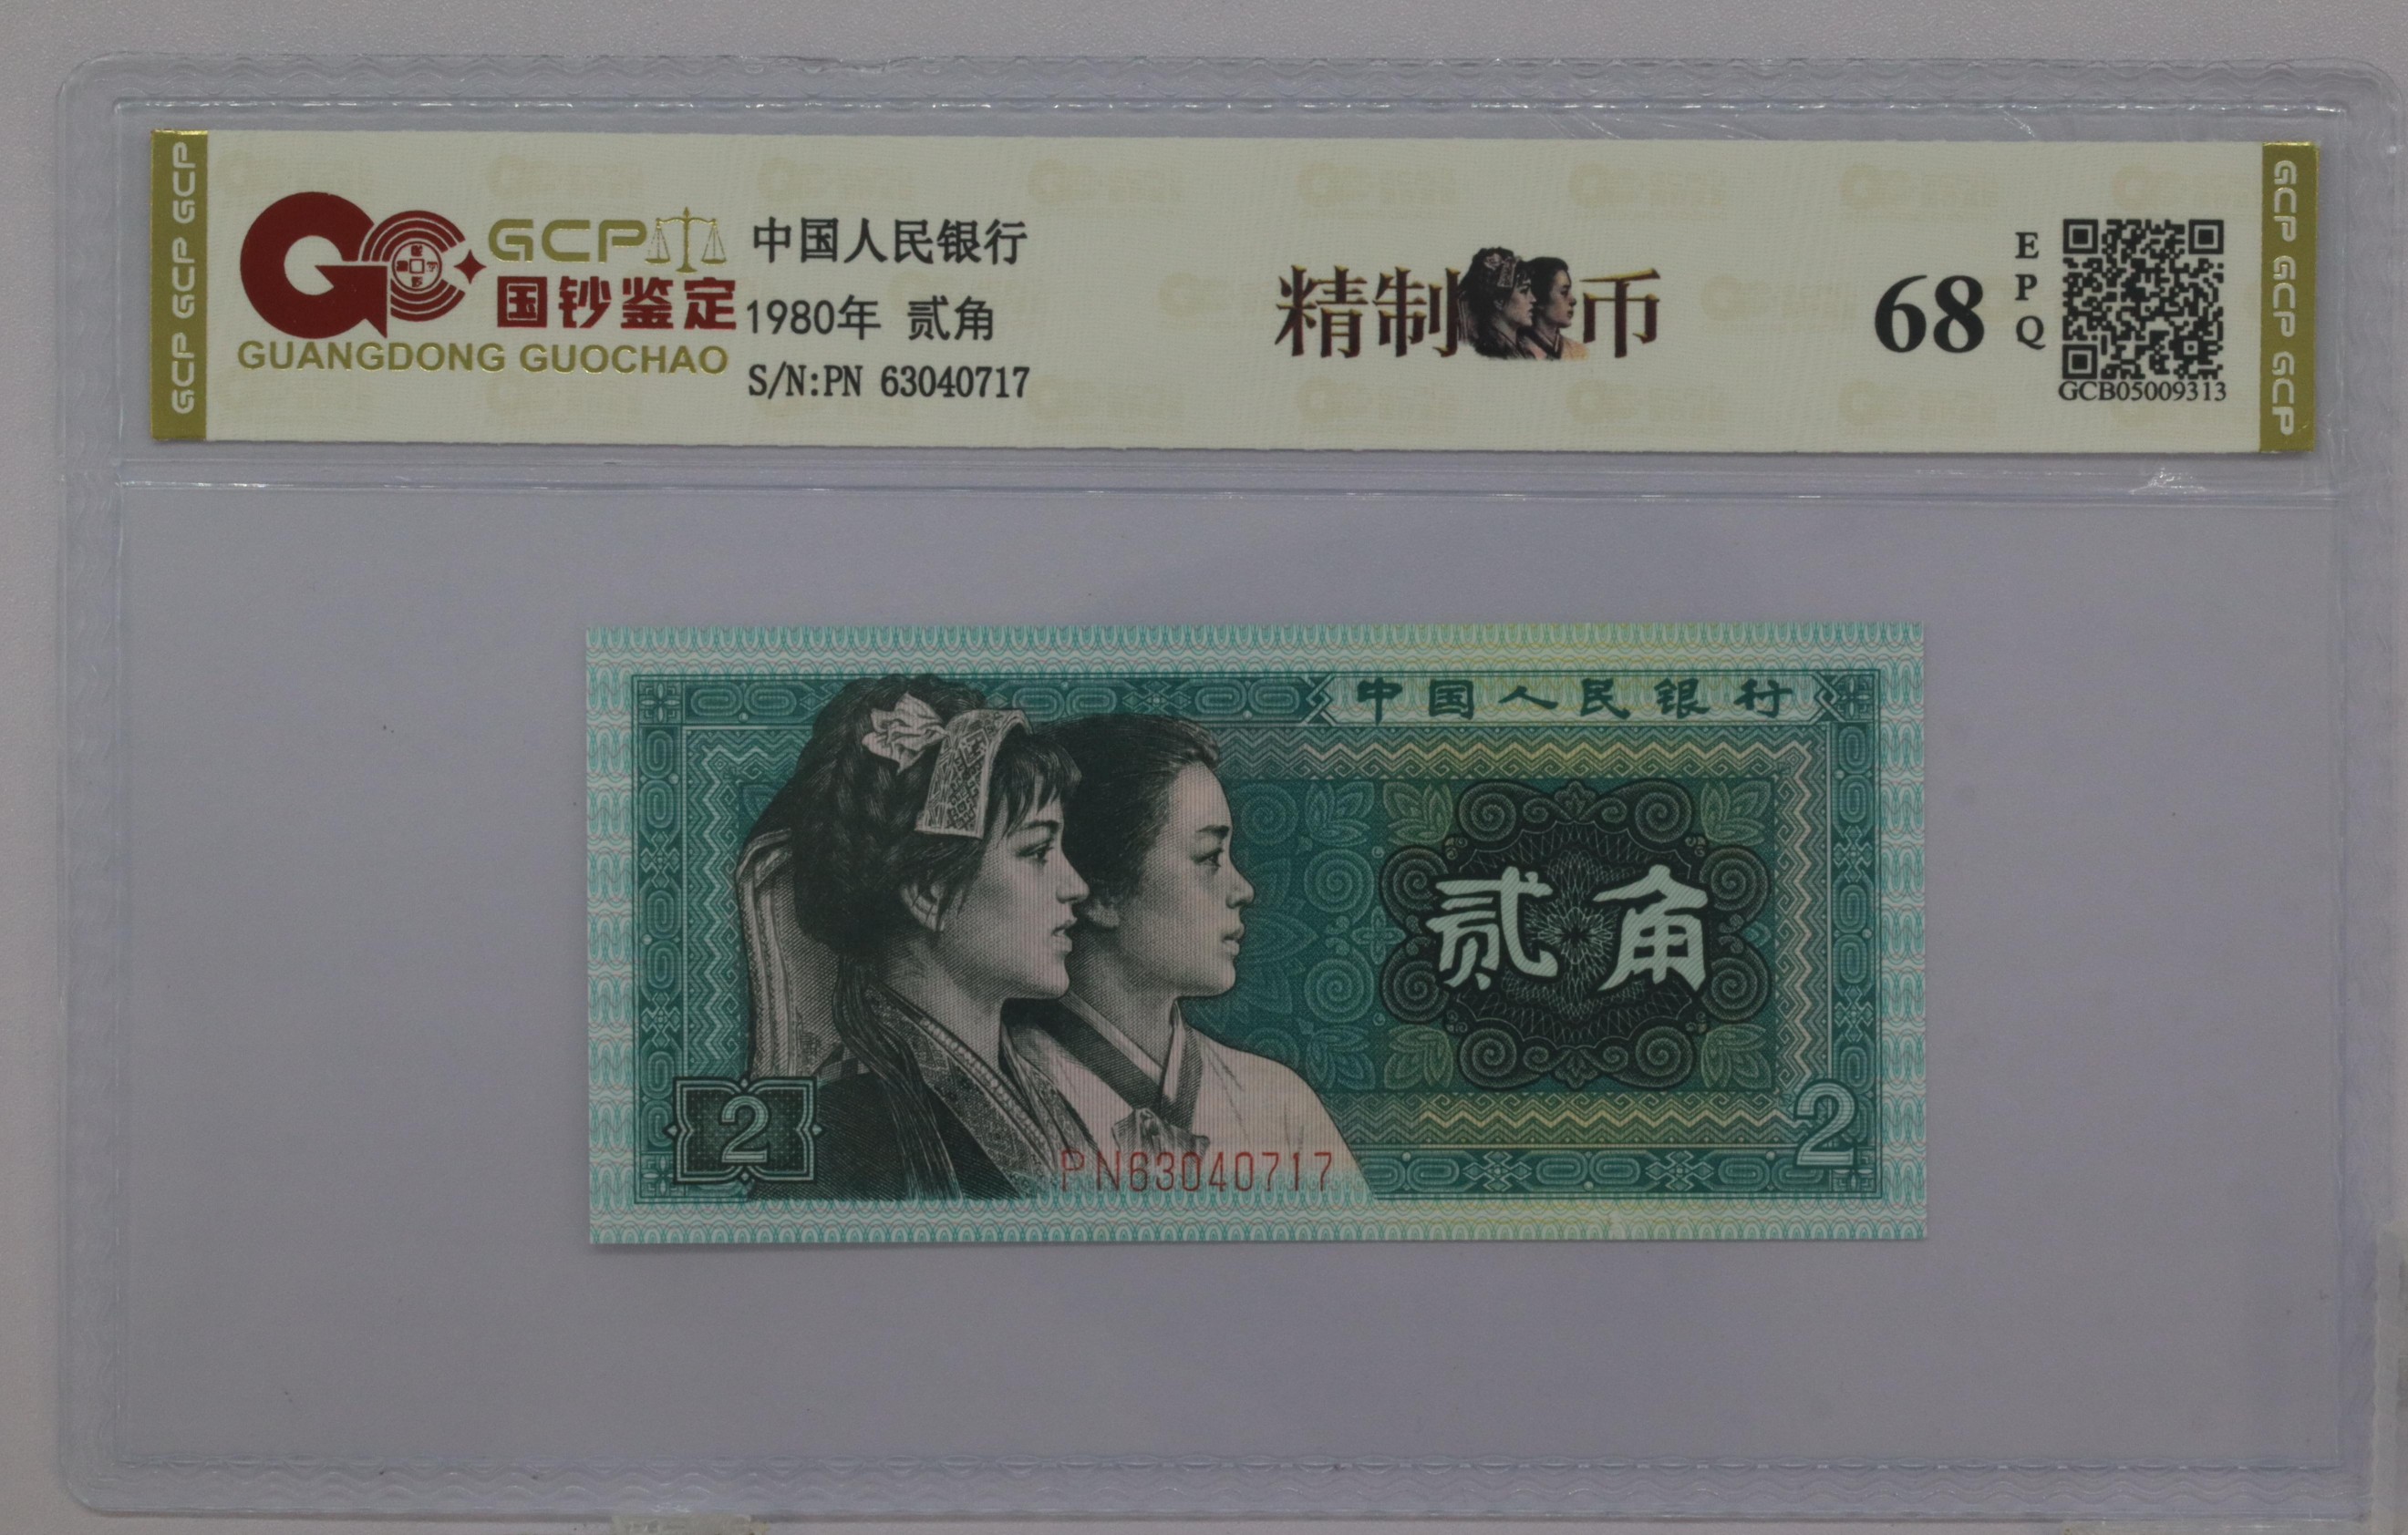 GCP GCP GCP
GCP
国钞鉴定
GUANGDONG GUOCHAO
中国人民银行
1980年 贰角
S/N:PN 63040717
精制币
68
EPQ
GCB05009313
GCP GCP GCP
中国人民银行
贰角
2
2
PN63040717